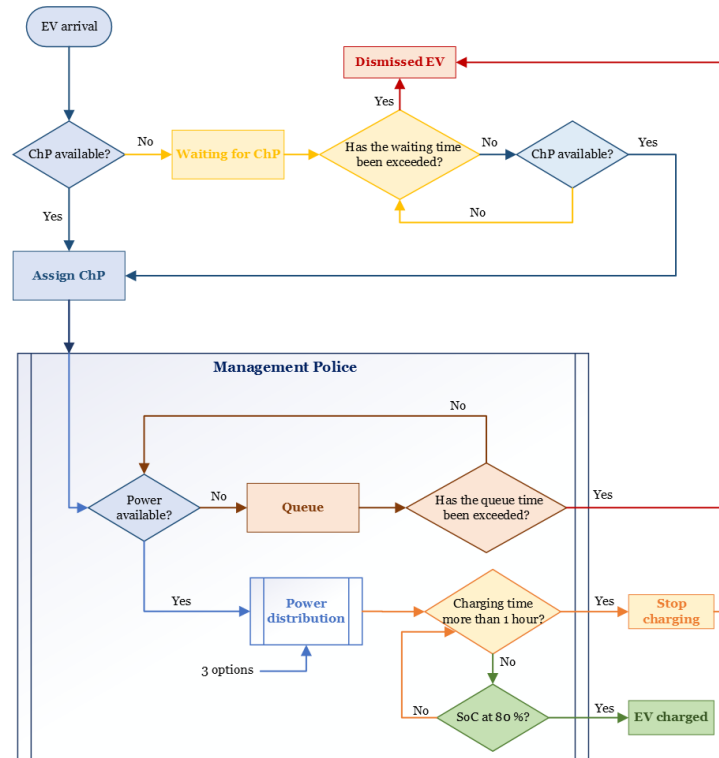 EV arrival
Dismissed EV
Yes
ChP available?
No
Waiting for ChP
Has the waiting time
been exceeded?
No
ChP available?
Yes
No
Yes
Assign ChP
Management Police
No
Power
available?
No
Queue
Has the queue time
been exceeded?
Yes
Yes
Power
distribution
Charging time
more than 1 hour?
Yes
Stop
charging
3 options
No
No
SoC at 80 %?
Yes
EV charged